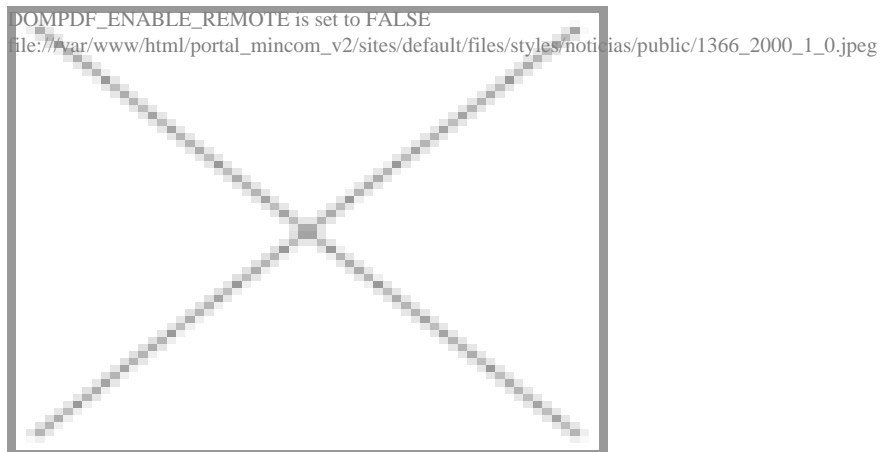 DOMPDF_ENABLE_REMOTE is set to FALSE
file:///var/www/html/portal_mincom_v2/sites/default/files/styles/noticias/public/1366_2000_1_0.jpeg